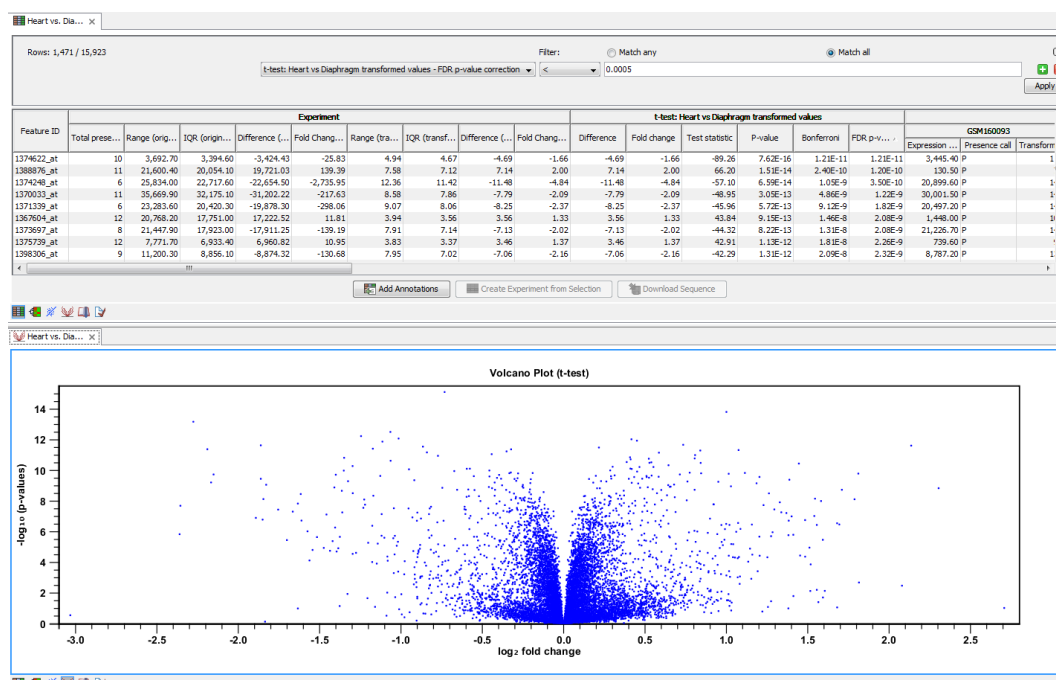 Heart vs. Dia... ×
Rows: 1,471 / 15,923 Filter: Match any Match all
t-test: Heart vs Diaphragm transformed values - FDR p-value correction < 0.0005
Apply
Feature ID Experiment t-test: Heart vs Diaphragm transformed values GSM160093
Total prese... Range (orig... IQR (origin... Difference (... Fold Chang... Range (tra... IQR (transf... Difference (... Fold Chang... Difference Fold change Test statistic P-value Bonferroni FDR p-v... Expression ... Presence call Transform
1374622_at 10 3,692.70 3,394.60 -3,424.43 -25.83 4.94 4.67 -4.69 -1.66 -4.69 -1.66 -89.26 7.62E-16 1.21E-11 1.21E-11 3,445.40 P
1388876_at 11 21,600.40 20,054.10 19,721.03 139.39 7.58 7.12 7.14 2.00 7.14 2.00 66.20 1.51E-14 2.40E-10 1.20E-10 130.50 P
1374248_at 6 25,834.00 22,717.60 -22,654.50 -2,735.95 12.36 11.42 -11.48 -4.84 -11.48 -4.84 -57.10 6.59E-14 1.05E-9 3.50E-10 20,899.60 P
1370033_at 11 35,669.90 32,175.10 -31,202.22 -217.63 8.58 7.86 -7.79 -2.09 -7.79 -2.09 -48.95 3.05E-13 4.86E-9 1.22E-9 30,001.50 P
1371339_at 6 23,283.60 20,420.30 -19,878.30 -298.06 9.07 8.06 -8.25 -2.37 -8.25 -2.37 -45.96 5.72E-13 9.12E-9 1.82E-9 20,497.20 P
1367604_at 12 20,768.20 17,751.00 17,222.52 11.81 3.94 3.56 3.56 1.33 3.56 1.33 43.84 9.15E-13 1.46E-8 2.08E-9 1,448.00 P
1373697_at 8 21,447.90 17,923.00 -17,911.25 -139.19 7.91 7.14 -7.13 -2.02 -7.13 -2.02 -44.32 8.22E-13 1.31E-8 2.08E-9 21,226.70 P
1375739_at 12 7,771.70 6,933.40 6,960.82 10.95 3.83 3.37 3.46 1.37 3.46 1.37 42.91 1.13E-12 1.81E-8 2.26E-9 739.60 P
1398306_at 9 11,200.30 8,856.10 -8,874.32 -130.68 7.95 7.02 -7.06 -2.16 -7.06 -2.16 -42.29 1.31E-12 2.09E-8 2.32E-9 8,787.20 P
Add Annotations Create Experiment from Selection Download Sequence
Heart vs. Dia... ×
Volcano Plot (t-test)
-log₁₀ (p-values)
14
12
10
8
6
4
2
0
-3.0 -2.5 -2.0 -1.5 -1.0 -0.5 0.0 0.5 1.0 1.5 2.0 2.5
log₂ fold change